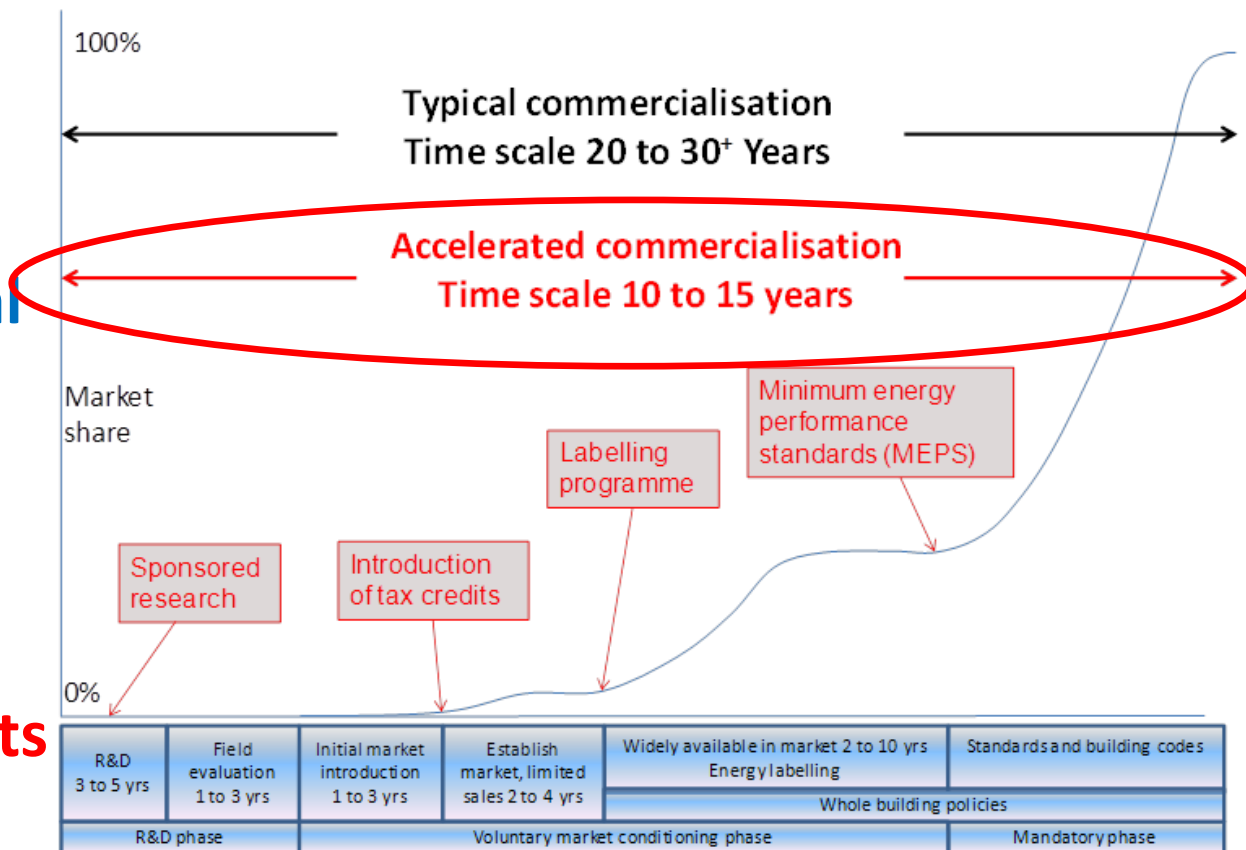 100%
Typical commercialisation
Time scale 20 to 30+ Years
Accelerated commercialisation
Time scale 10 to 15 years
Market
share
Minimum energy
performance
standards (MEPS)
Labelling
programme
Introduction
of tax credits
Sponsored
research
0%
R&D
3 to 5 yrs
Field
evaluation
1 to 3 yrs
Initial market
introduction
1 to 3 yrs
Establish
market, limited
sales 2 to 4 yrs
Widely available in market 2 to 10 yrs
Energy labelling
Standards and building codes
Whole building policies
R&D phase
Voluntary market conditioning phase
Mandatory phase